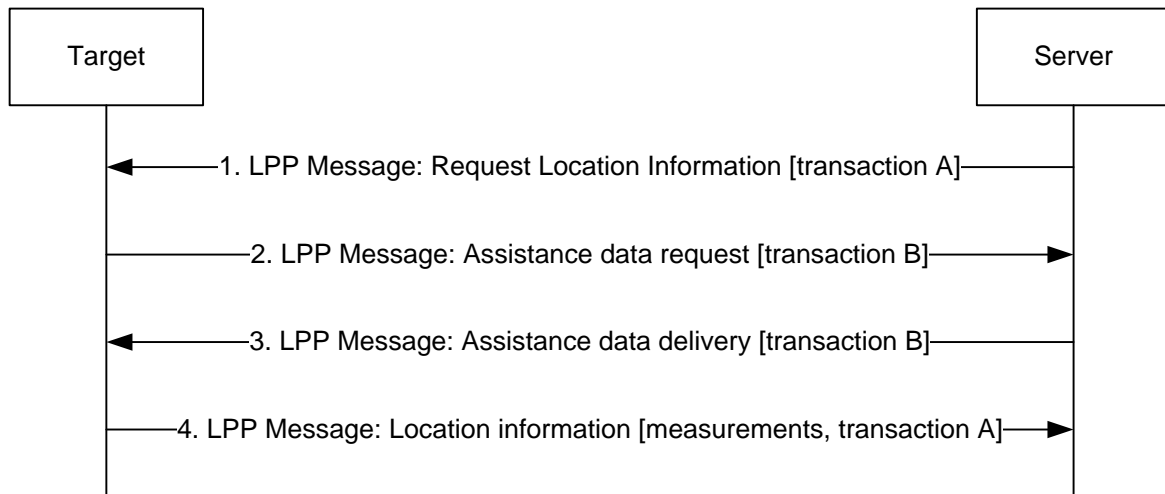 Target
Server
1. LPP Message: Request Location Information [transaction A]
2. LPP Message: Assistance data request [transaction B]
3. LPP Message: Assistance data delivery [transaction B]
4. LPP Message: Location information [measurements, transaction A]